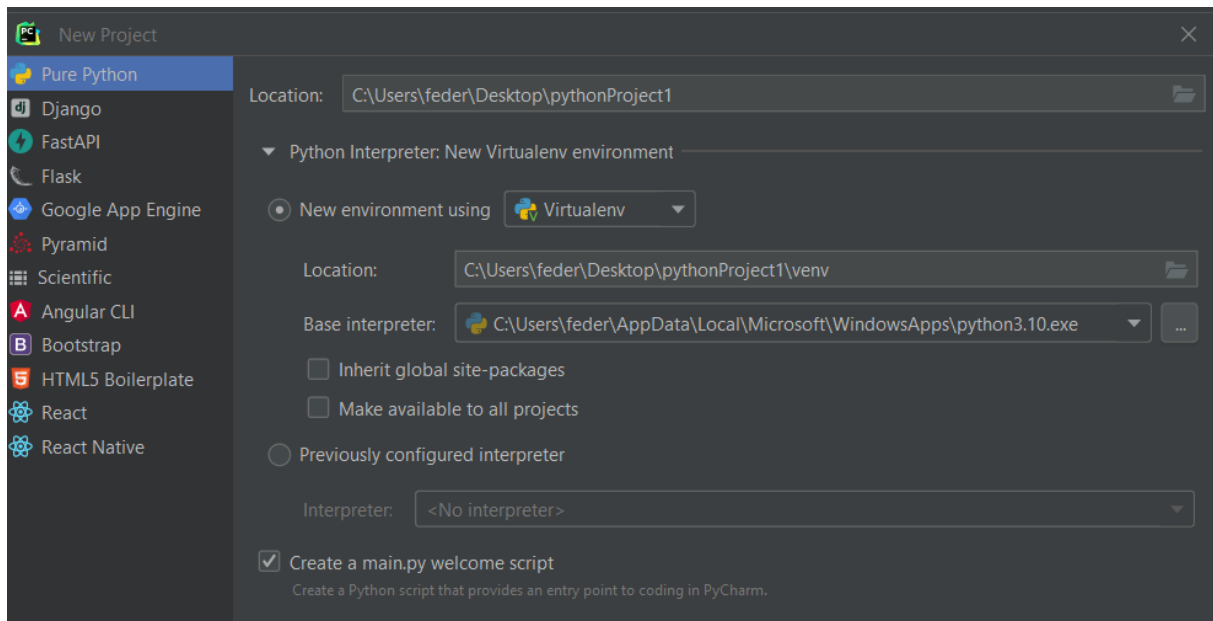 New Project
Pure Python
Django
FastAPI
Flask
Google App Engine
Pyramid
Scientific
Angular CLI
Bootstrap
HTML5 Boilerplate
React
React Native
Location: C:\Users\feder\Desktop\pythonProject1
Python Interpreter: New Virtualenv environment
New environment using Virtualenv
Location: C:\Users\feder\Desktop\pythonProject1\venv
Base interpreter: C:\Users\feder\AppData\Local\Microsoft\WindowsApps\python3.10.exe ...
Inherit global site-packages
Make available to all projects
Previously configured interpreter
Interpreter: <No interpreter>
Create a main.py welcome script
Create a Python script that provides an entry point to coding in PyCharm.